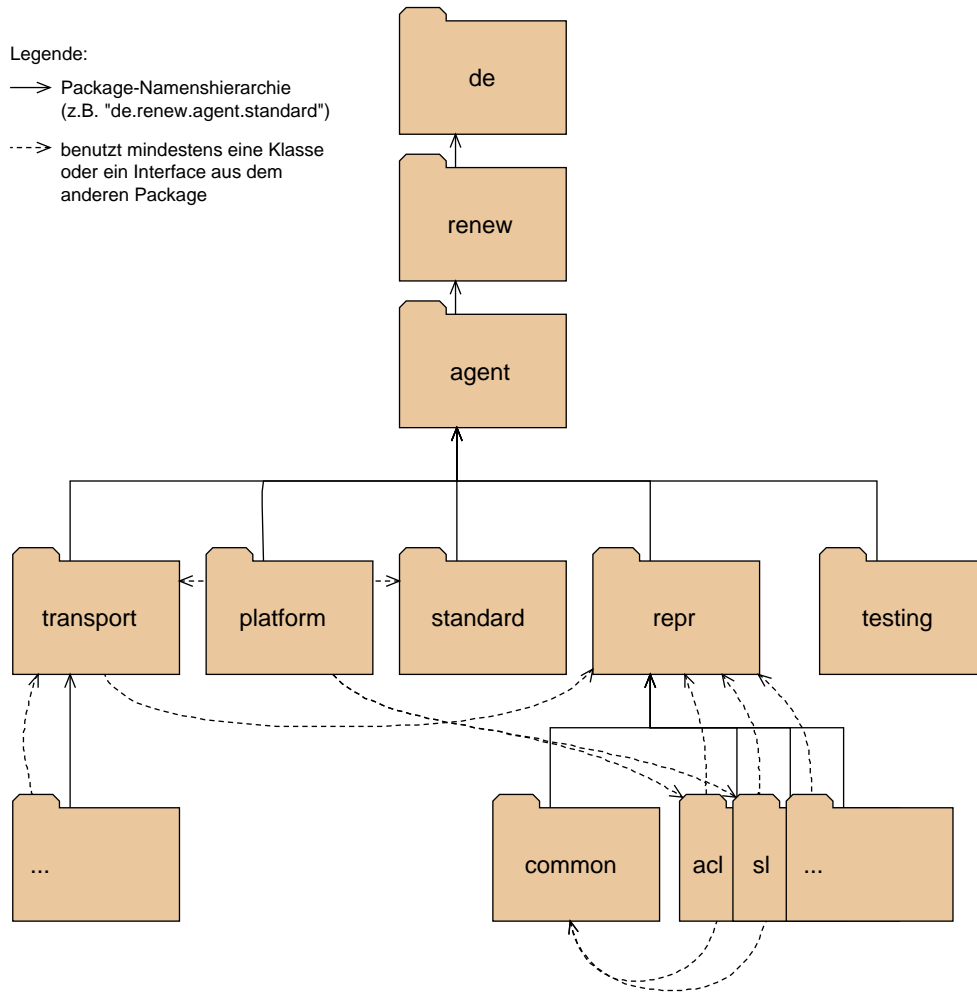 de
Legende:
Package-Namenshierarchie
(z.B. "de.renew.agent.standard")
benutzt mindestens eine Klasse
oder ein Interface aus dem
anderen Package
renew
agent
transport
platform
standard
repr
testing
...
common
acl
sl
...